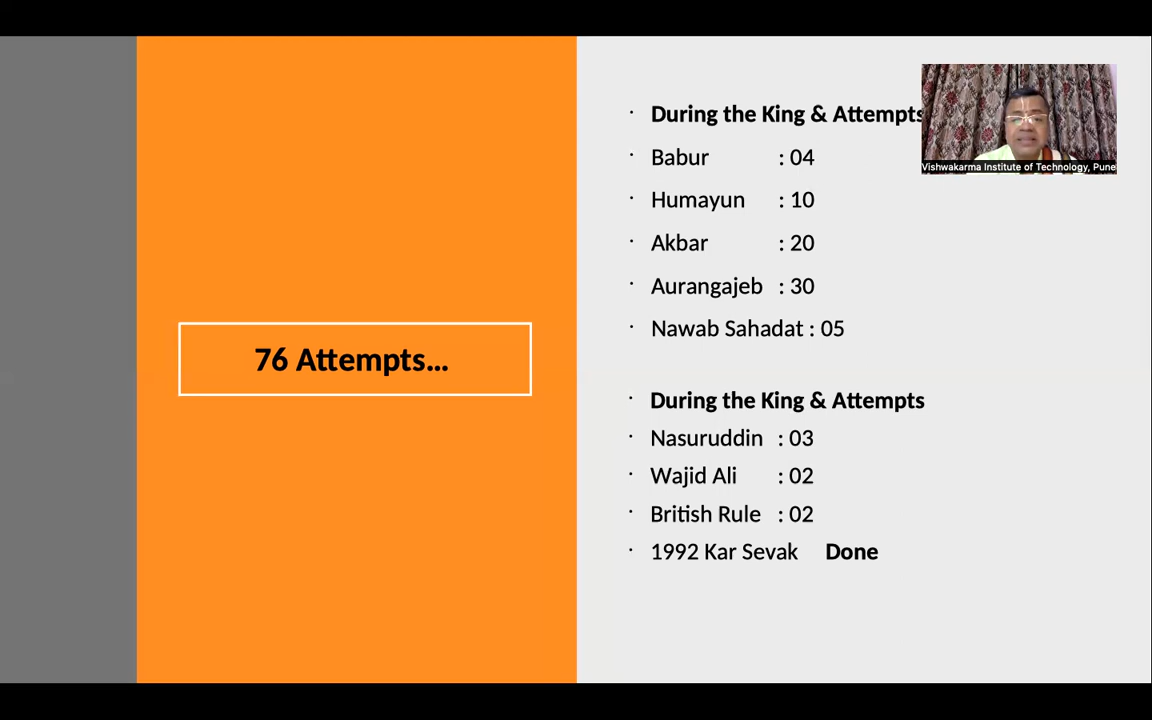 76 Attempts...
· During the King & Attempts
· Babur : 04
· Humayun : 10
· Akbar : 20
· Aurangajeb : 30
· Nawab Sahadat : 05
· During the King & Attempts
· Nasuruddin : 03
· Wajid Ali : 02
· British Rule : 02
· 1992 Kar Sevak Done
Vishwakarma Institute of Technology, Pune